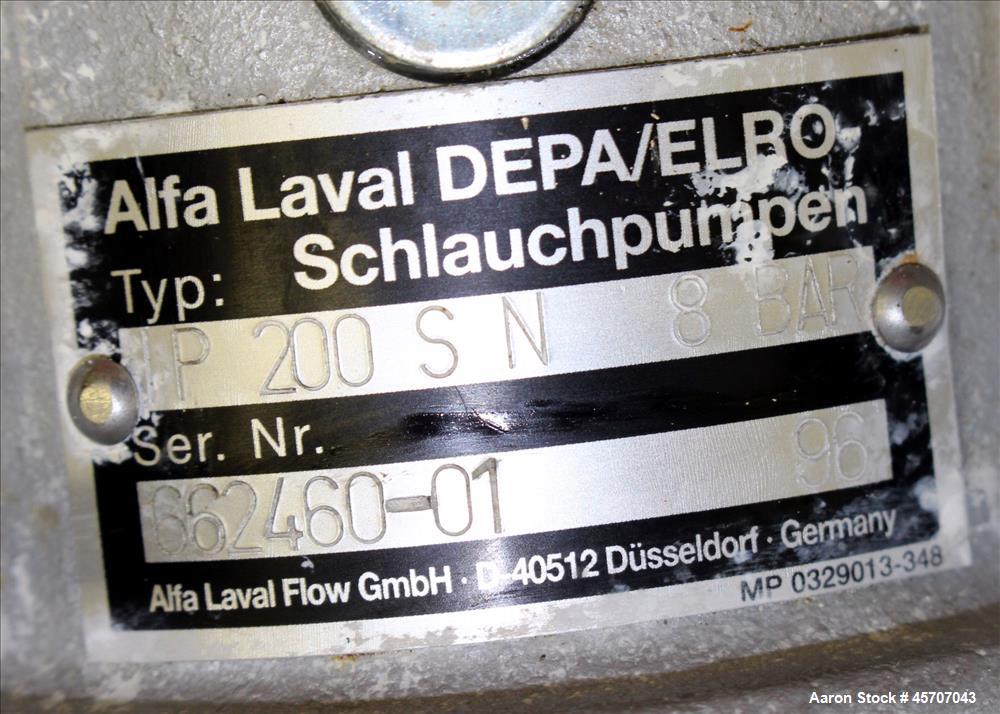 Alfa Laval DEPA/ELRO
Schlauchpumpen
Typ:
IP 200 S N 8 BAR
Ser. Nr.
662460-01 96
Alfa Laval Flow GmbH · D-40512 Düsseldorf · Germany
MP 0329013-348
Aaron Stock # 45707043